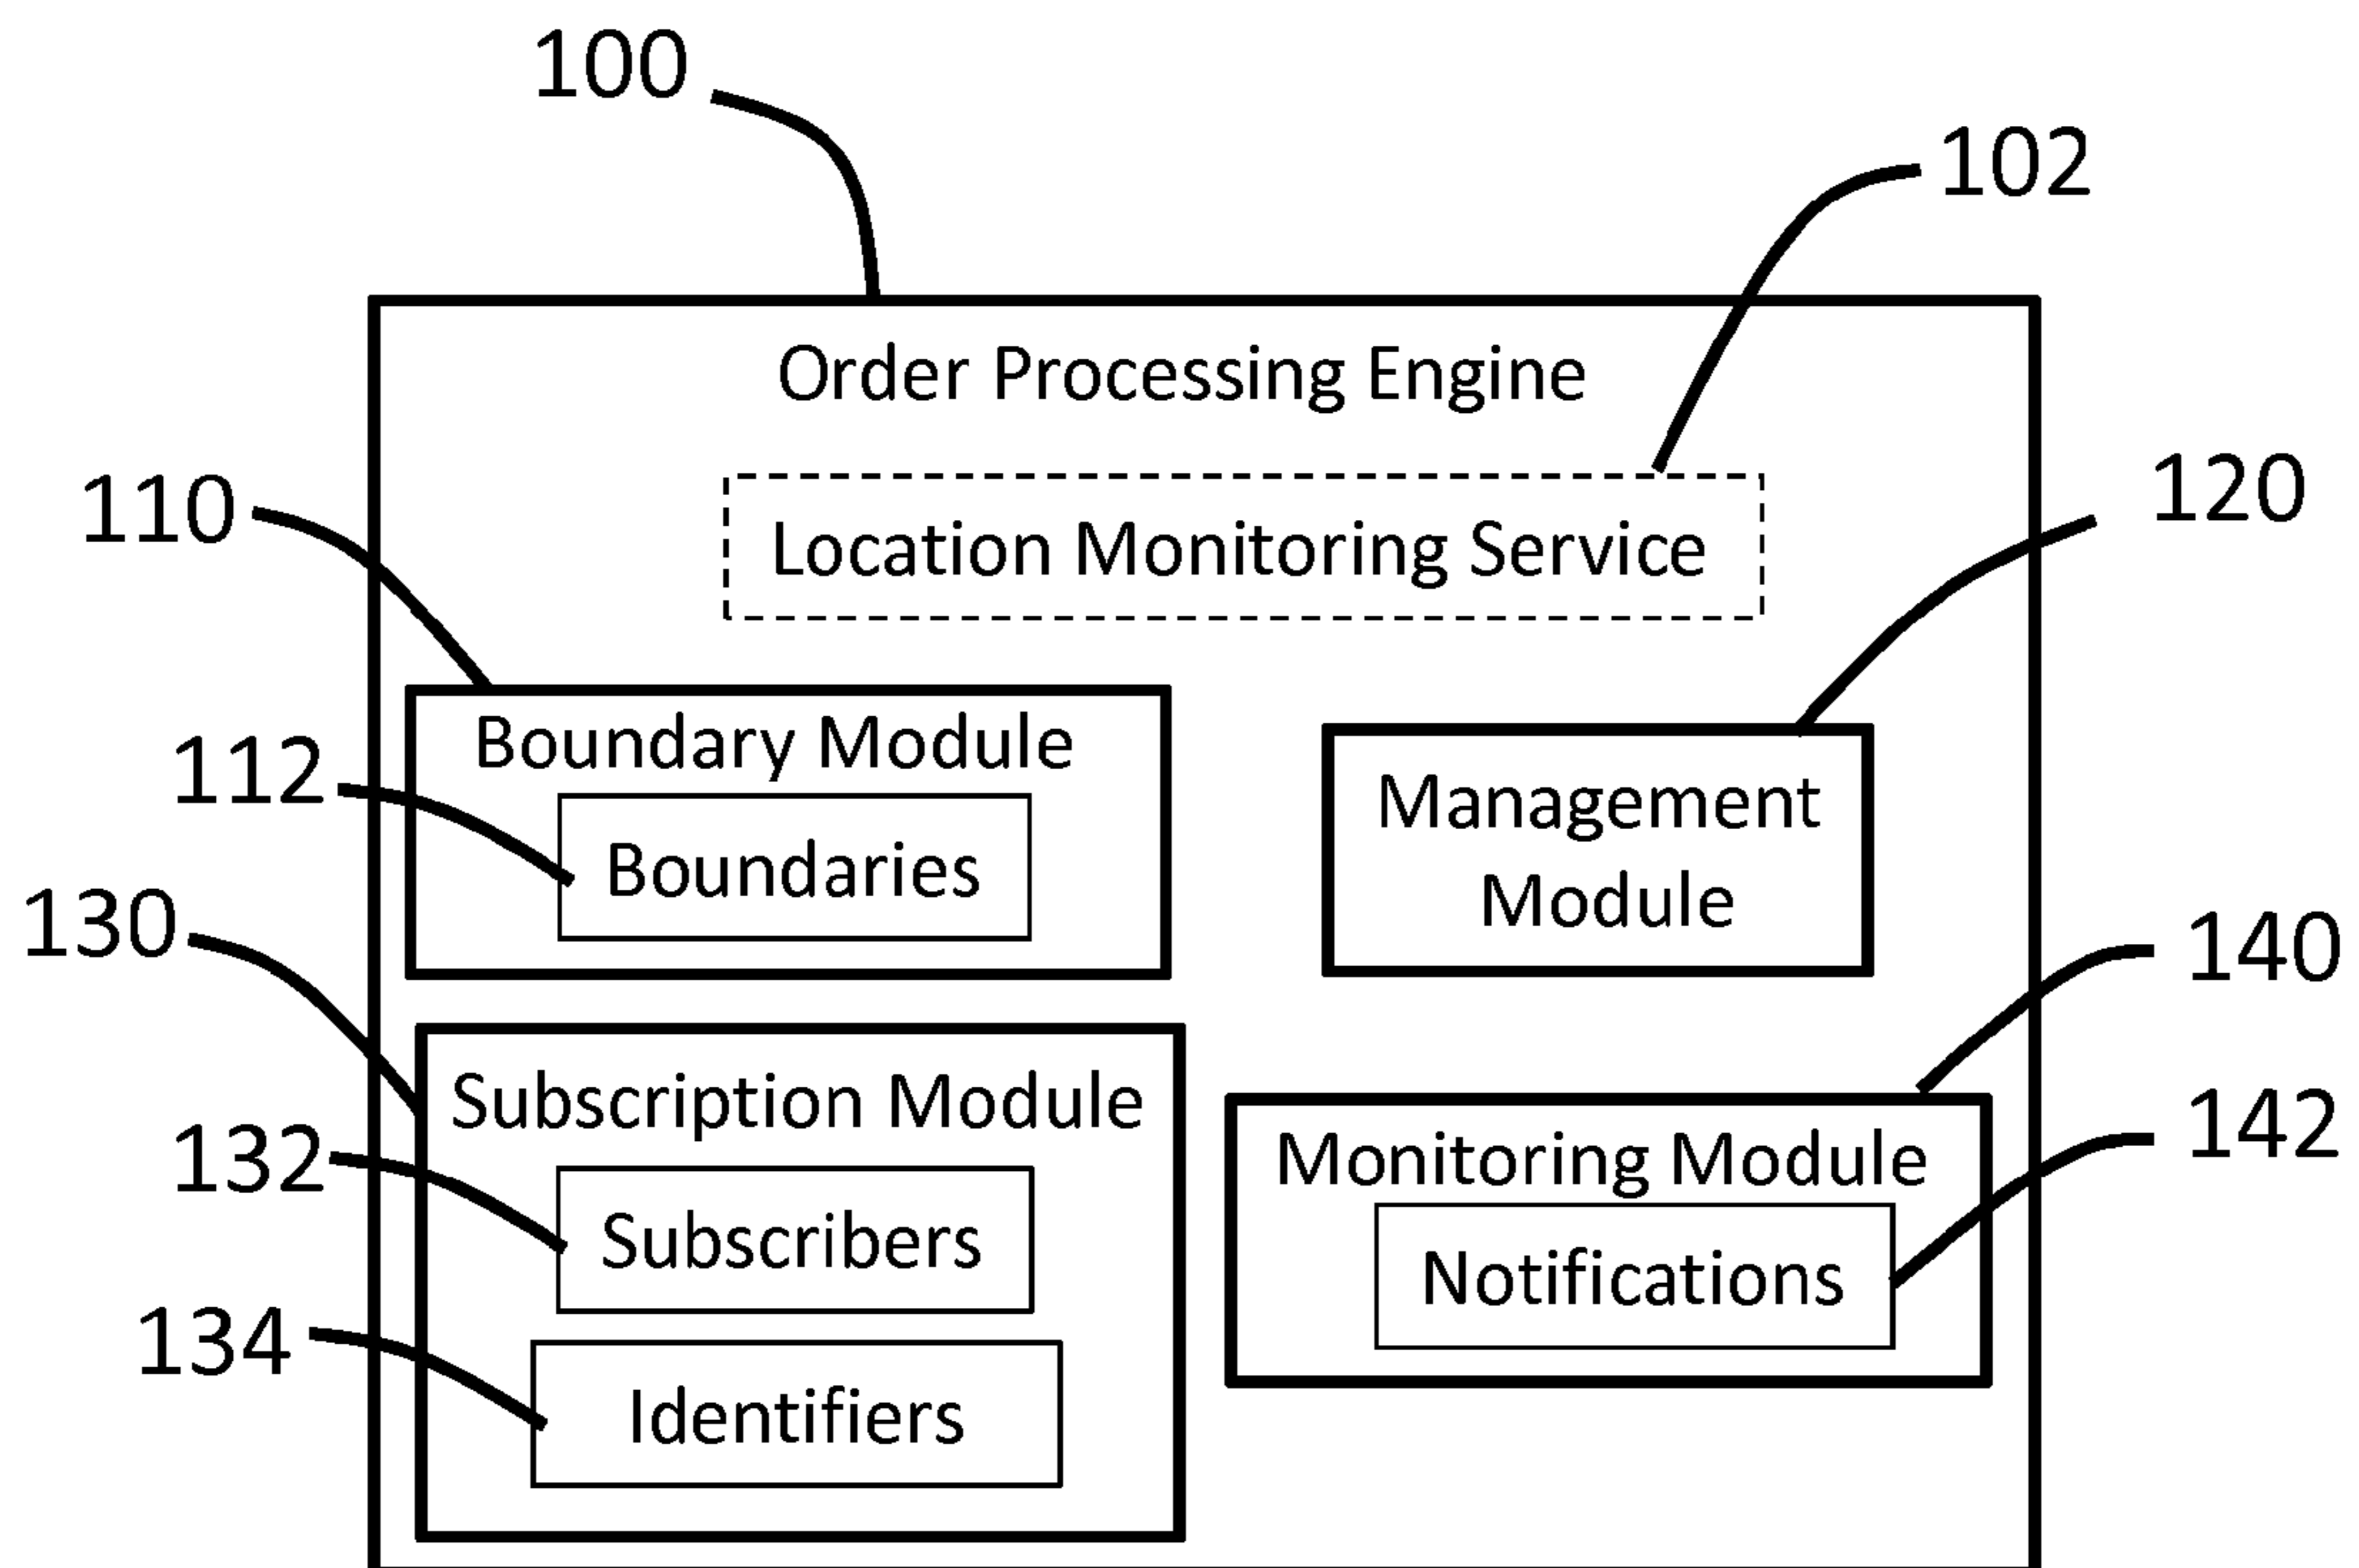 100
102
Order Processing Engine
110
120
Location Monitoring Service
112
Boundary Module
Boundaries
Management
Module
130
140
Subscription Module
142
132
Monitoring Module
Subscribers
Notifications
134
Identifiers